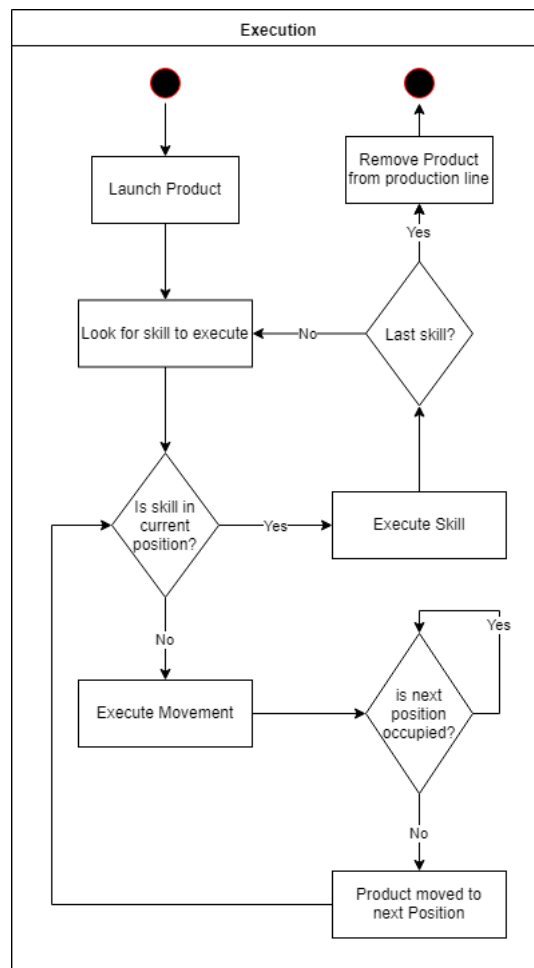 Execution
Launch Product
Remove Product
from production line
Yes
Look for skill to execute
No
Last skill?
Is skill in
current
position?
Yes
Execute Skill
No
Yes
Execute Movement
is next
position
occupied?
No
Product moved to
next Position